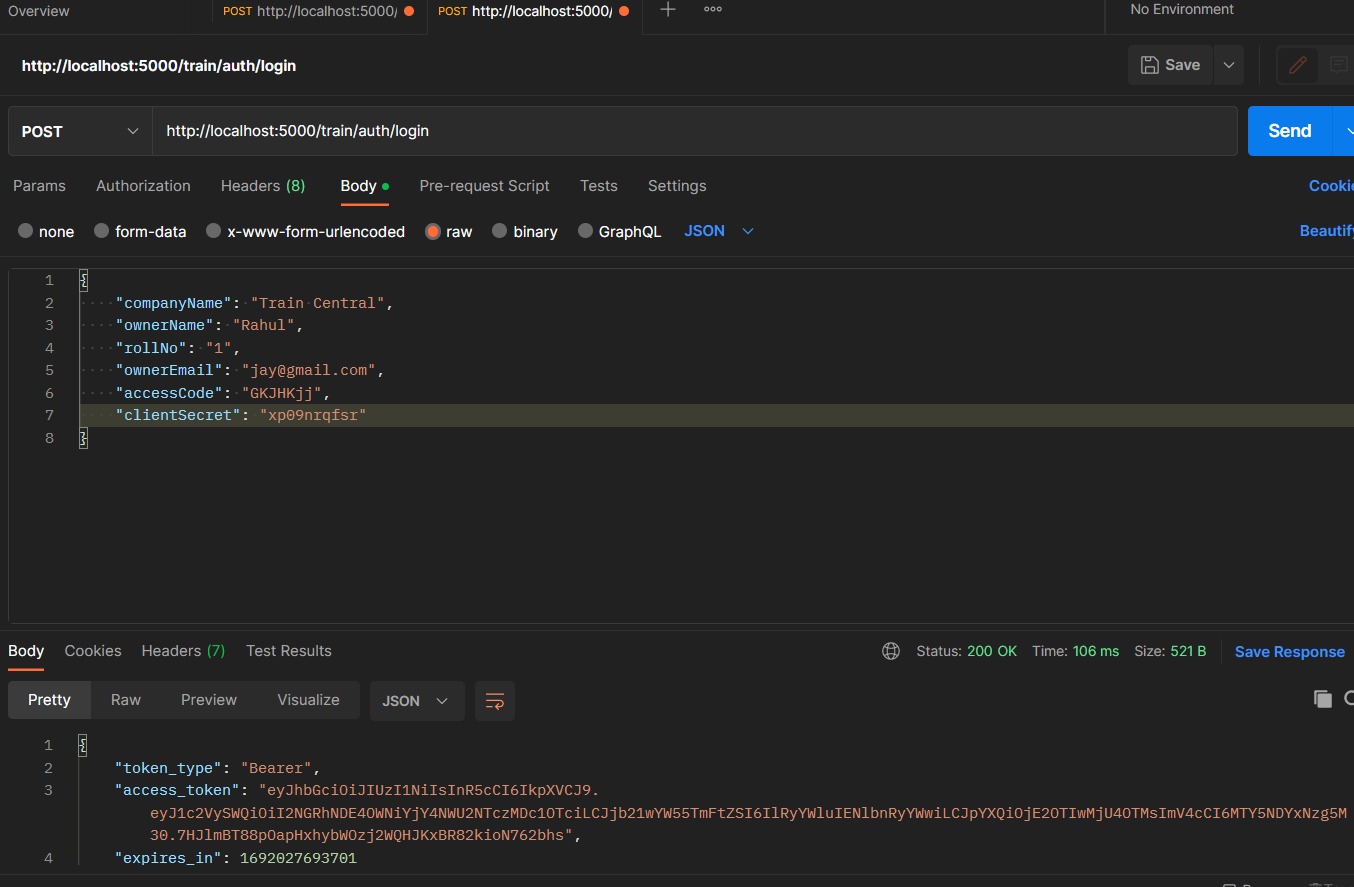 Overview POST http://localhost:5000/ POST http://localhost:5000/ No Environment
http://localhost:5000/train/auth/login Save
POST http://localhost:5000/train/auth/login Send
Params Authorization Headers (8) Body Pre-request Script Tests Settings Cookie
none form-data x-www-form-urlencoded raw binary GraphQL JSON Beautify
1 {
2 "companyName": "Train Central",
3 "ownerName": "Rahul",
4 "rollNo": "1",
5 "ownerEmail": "jay@gmail.com",
6 "accessCode": "GKJHKjj",
7 "clientSecret": "xp09nrqfsr"
8 }
Body Cookies Headers (7) Test Results Status: 200 OK Time: 106 ms Size: 521 B Save Response
Pretty Raw Preview Visualize JSON
1 {
2 "token_type": "Bearer",
3 "access_token": "eyJhbGciOiJIUzI1NiIsInR5cCI6IkpXVCJ9.
eyJ1c2VySWQiOiI2NGRhNDE4OWNiYjY4NWU2NTczMDc1OTciLCJjb21wYW55TmFtZSI6IlRyYWluIENlbnRyYWwiLCJpYXQiOjE2OTIwMjU4OTMsImV4cCI6MTY5NDYxNzg5M
30.7HJlmBT88pOapHxhybWOzj2WQHJKxBR82kioN762bhs",
4 "expires_in": 1692027693701